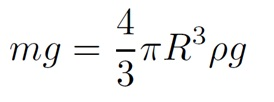 mg = \frac{4}{3}\pi R^3 \rho g